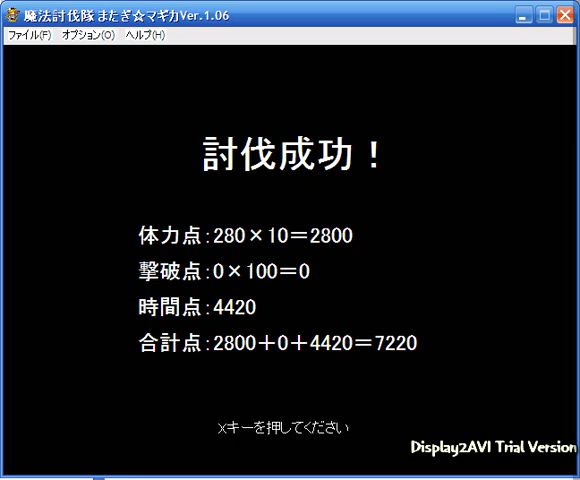 魔法討伐隊 またぎ☆マギカVer.1.06
ファイル(F) オプション(O) ヘルプ(H)
討伐成功！
体力点:280×10＝2800
撃破点:0×100＝0
時間点:4420
合計点:2800＋0＋4420＝7220
Xキーを押してください
Display2AVI Trial Version